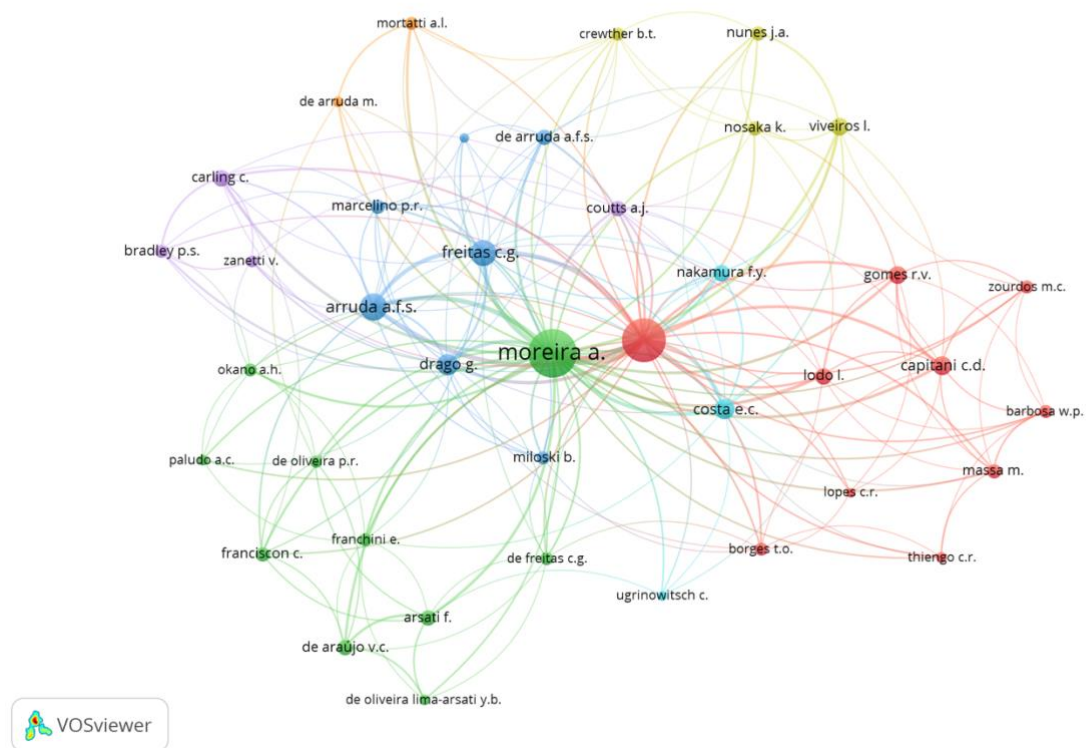 mortatti a.l.
crewther b.t.
nunes j.a.
de arruda m.
de arruda a.f.s.
nosaka k.
viveiros l.
carling c.
marcelino p.r.
coutts a.j.
bradley p.s.
zanetti v.
freitas c.g.
nakamura f.y.
gomes r.v.
zourdos m.c.
arruda a.f.s.
moreira a.
okano a.h.
drago g.
lodo l.
capitani c.d.
costa e.c.
barbosa w.p.
paludo a.c.
de oliveira p.r.
miloski b.
massa m.
lopes c.r.
franciscon c.
franchini e.
de freitas c.g.
borges t.o.
thiengo c.r.
ugrinowitsch c.
arsati f.
de araújo v.c.
de oliveira lima-arsati y.b.
VOSviewer